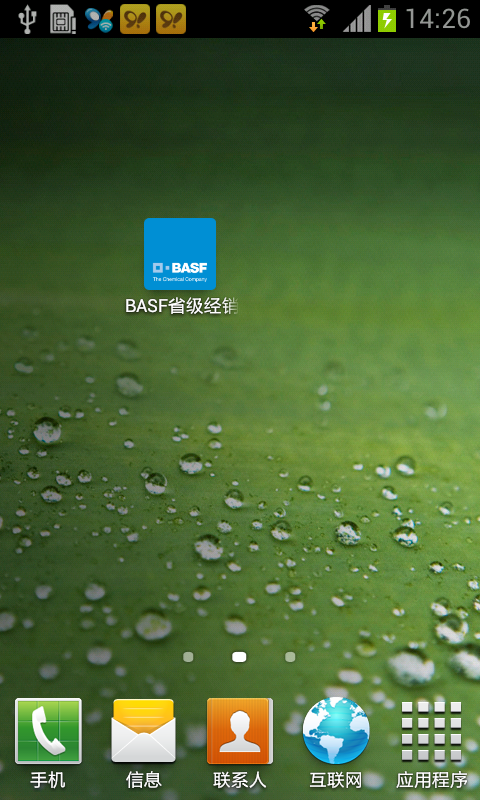 14:26
BASF
The Chemical Company
BASF省级经销
手机
信息
联系人
互联网
应用程序